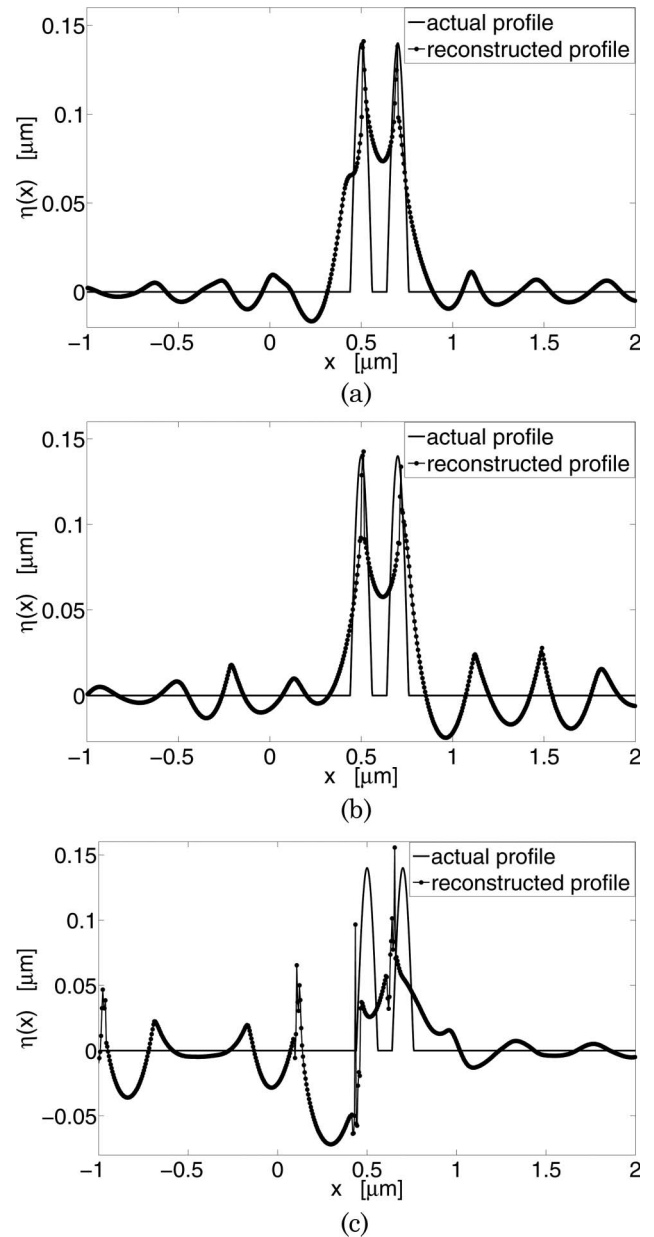 0.15
0.1
0.05
0
η(x) [μm]
actual profile
reconstructed profile
−1 −0.5 0 0.5 1 1.5 2
x [μm]
(a)
0.15
0.1
0.05
0
η(x) [μm]
actual profile
reconstructed profile
−1 −0.5 0 0.5 1 1.5 2
x [μm]
(b)
0.15
0.1
0.05
0
−0.05
η(x) [μm]
actual profile
reconstructed profile
−1 −0.5 0 0.5 1 1.5 2
x [μm]
(c)